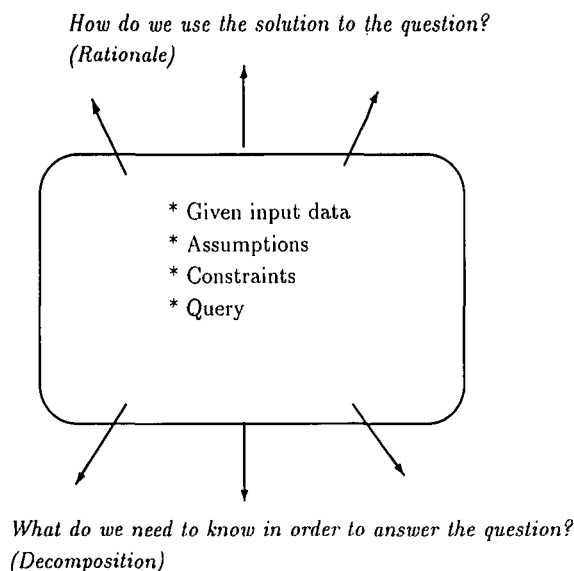 How do we use the solution to the question?
(Rationale)
* Given input data
* Assumptions
* Constraints
* Query
What do we need to know in order to answer the question?
(Decomposition)